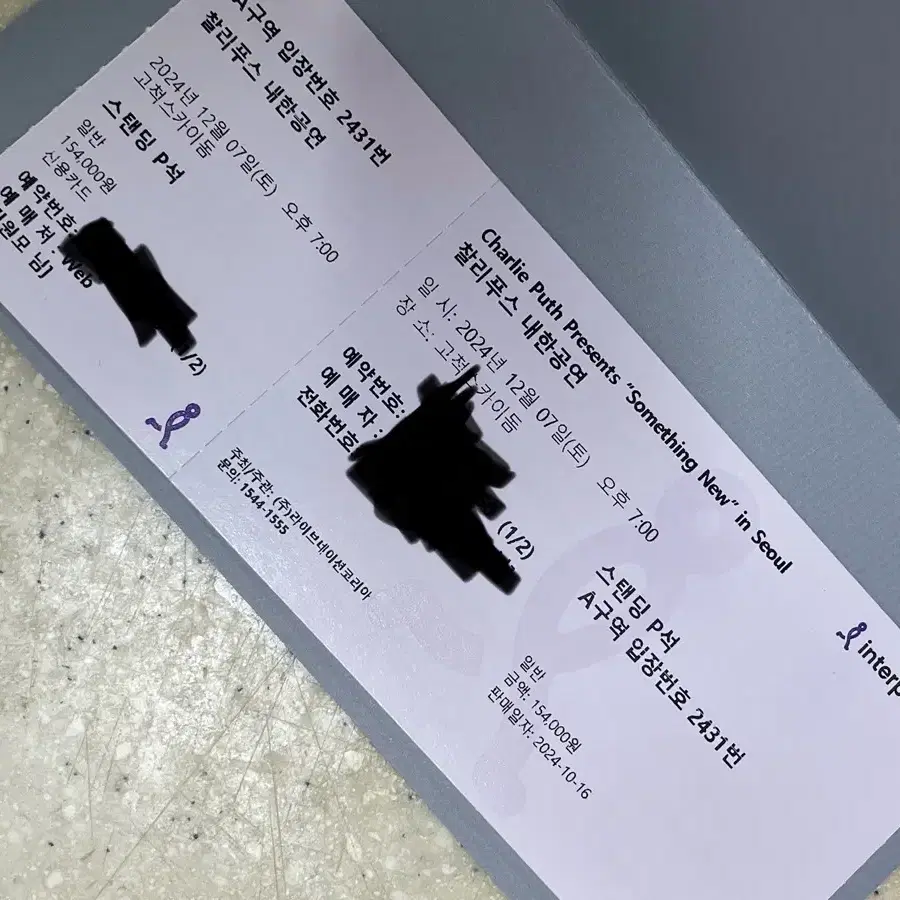 A구역 입장번호 2431번
찰리푸스 내한공연
2024년 12월 07일(토) 오후 7:00
고척스카이돔
스탠딩 P석
일반
154,000원
신용카드
예약번호:
예 매 처 : Web
원모 님]
(1/2)
Charlie Puth Presents “Something New” in Seoul
찰리푸스 내한공연
일 시: 2024년 12월 07일(토) 오후 7:00
장 소: 고척스카이돔
예약번호:
예 매 자 :
전화번호
(1/2)
주최/주관: (주)라이브네이션코리아
문의: 1544-1555
스탠딩 P석
A구역 입장번호 2431번
일반
금액: 154,000원
판매일자: 2024-10-16
interp